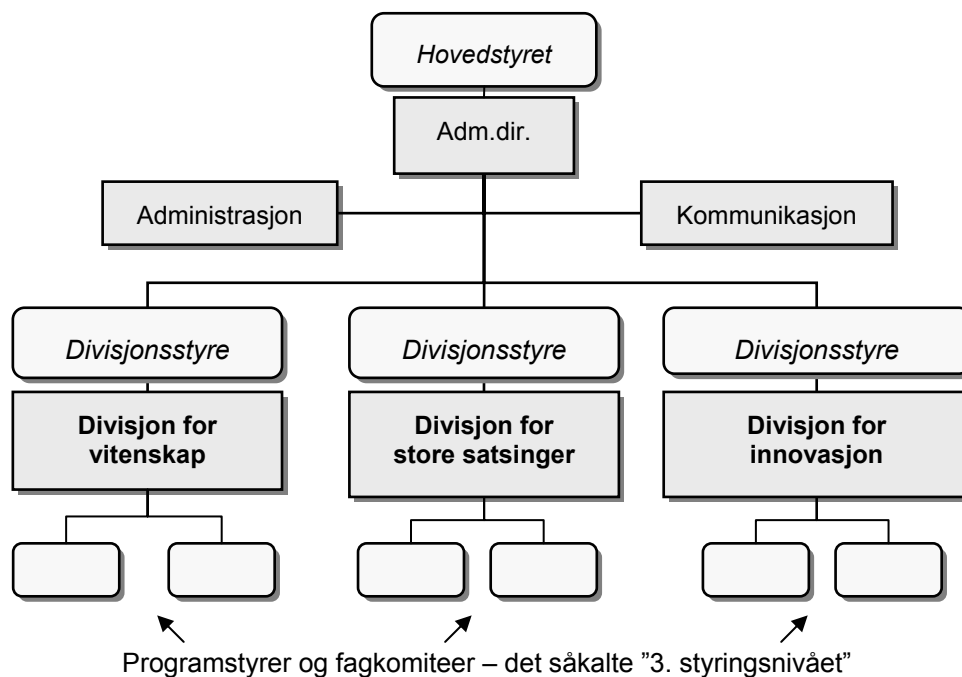 Hovedstyret
Adm.dir.
Administrasjon
Kommunikasjon
Divisjonsstyre
Divisjonsstyre
Divisjonsstyre
Divisjon for
vitenskap
Divisjon for
store satsinger
Divisjon for
innovasjon
Programstyrer og fagkomiteer – det såkalte ”3. styringsnivået”